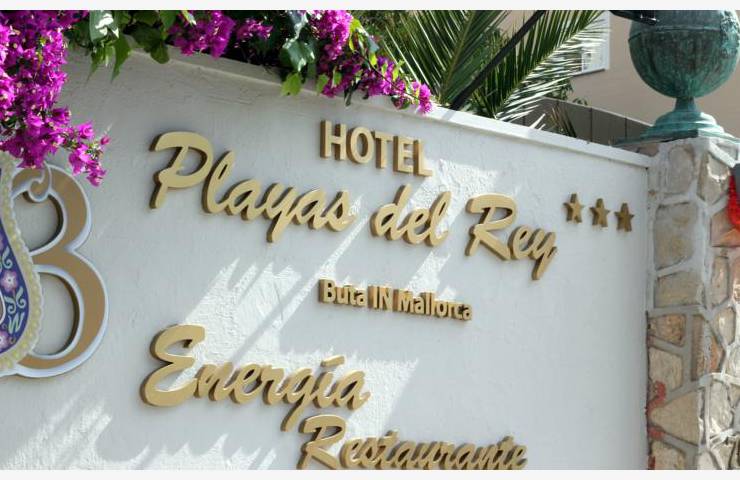 HOTEL
Playas del Rey ★★★
Buta IN Mallorca
B
Energía
Restaurante